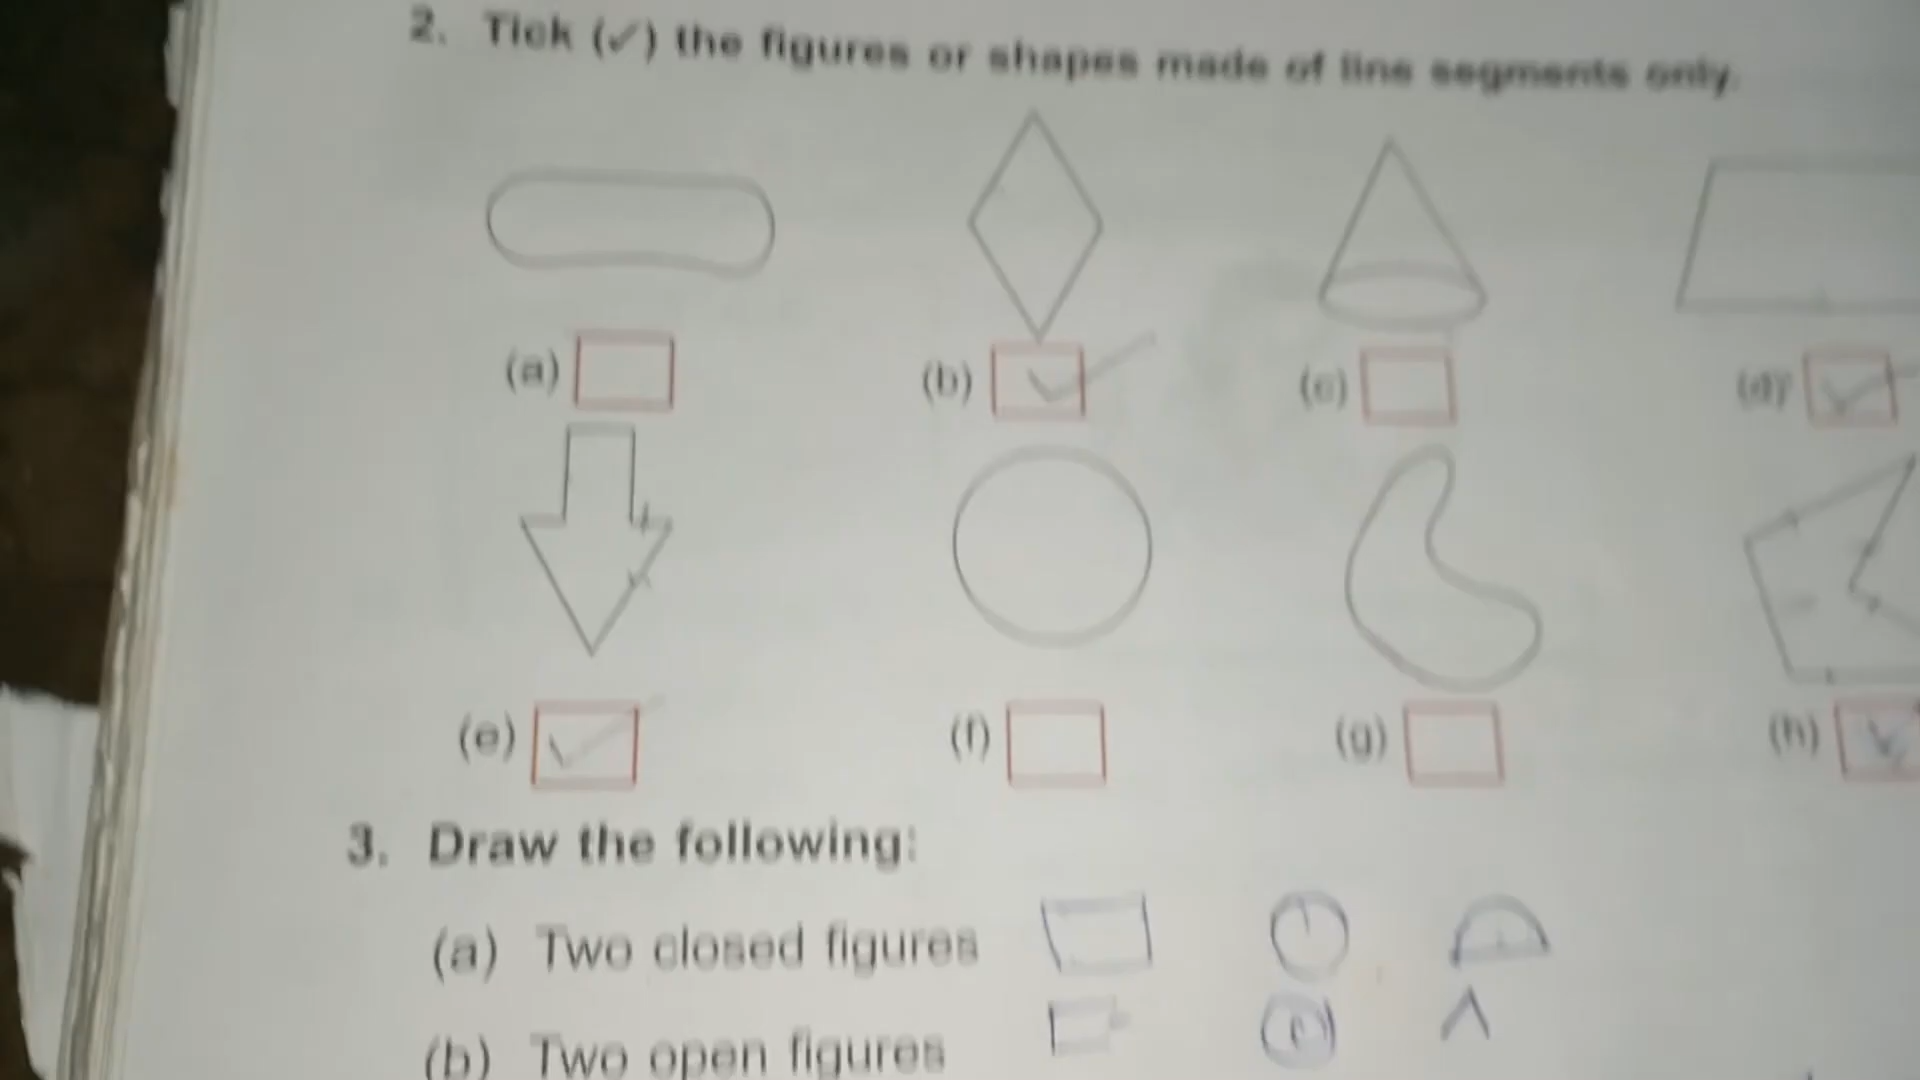 2. Tick (✓) the figures or shapes made of line segments only.
(a) (b) ✓ (c) (d) ✓
(e) ✓ (f) (g) (h) ✓
3. Draw the following:
(a) Two closed figures
(b) Two open figures